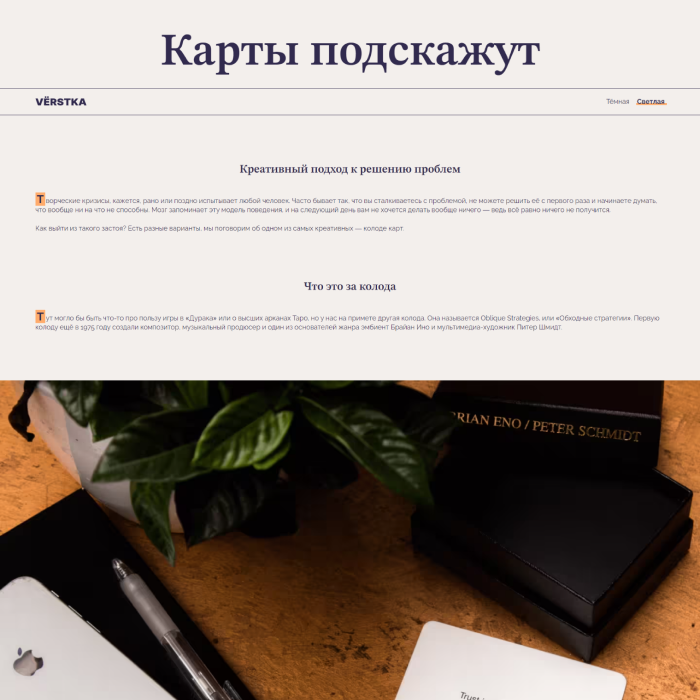 Карты подскажут
VËRSTKA
Тёмная Светлая
Креативный подход к решению проблем
Творческие кризисы, кажется, рано или поздно испытывает любой человек. Часто бывает так, что вы сталкиваетесь с проблемой, не можете решить её с первого раза и начинаете думать,
что вообще ни на что не способны. Мозг запоминает эту модель поведения, и на следующий день вам не хочется делать вообще ничего — ведь всё равно ничего не получится.
Как выйти из такого застоя? Есть разные варианты, мы поговорим об одном из самых креативных — колоде карт.
Что это за колода
Тут могло бы быть что-то про пользу игры в «Дурака» или о высших арканах Таро, но у нас на примете другая колода. Она называется Oblique Strategies, или «Обходные стратегии». Первую
колоду ещё в 1975 году создали композитор, музыкальный продюсер и один из основателей жанра эмбиент Брайан Ино и мультимедиа-художник Питер Шмидт.
BRIAN ENO / PETER SCHMIDT